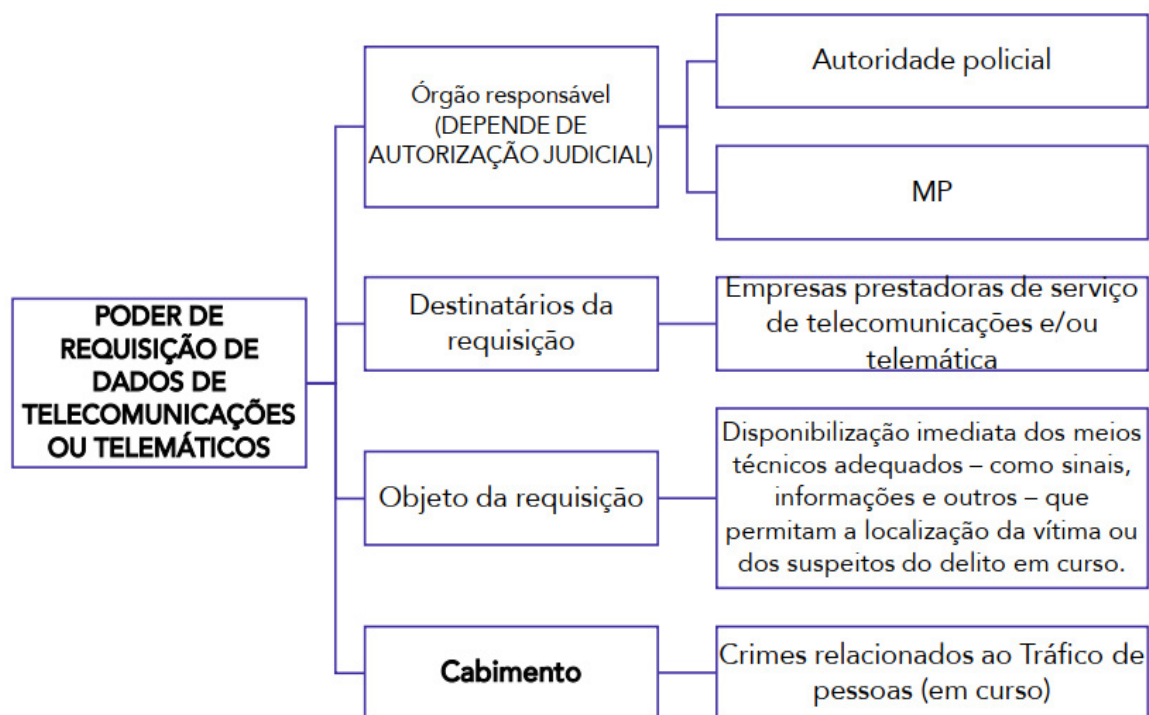 PODER DE
REQUISIÇÃO DE
DADOS DE
TELECOMUNICAÇÕES
OU TELEMÁTICOS
Órgão responsável
(DEPENDE DE
AUTORIZAÇÃO JUDICIAL)
Autoridade policial
MP
Destinatários da
requisição
Empresas prestadoras de serviço
de telecomunicações e/ou
telemática
Objeto da requisição
Disponibilização imediata dos meios
técnicos adequados – como sinais,
informações e outros – que
permitam a localização da vítima ou
dos suspeitos do delito em curso.
Cabimento
Crimes relacionados ao Tráfico de
pessoas (em curso)